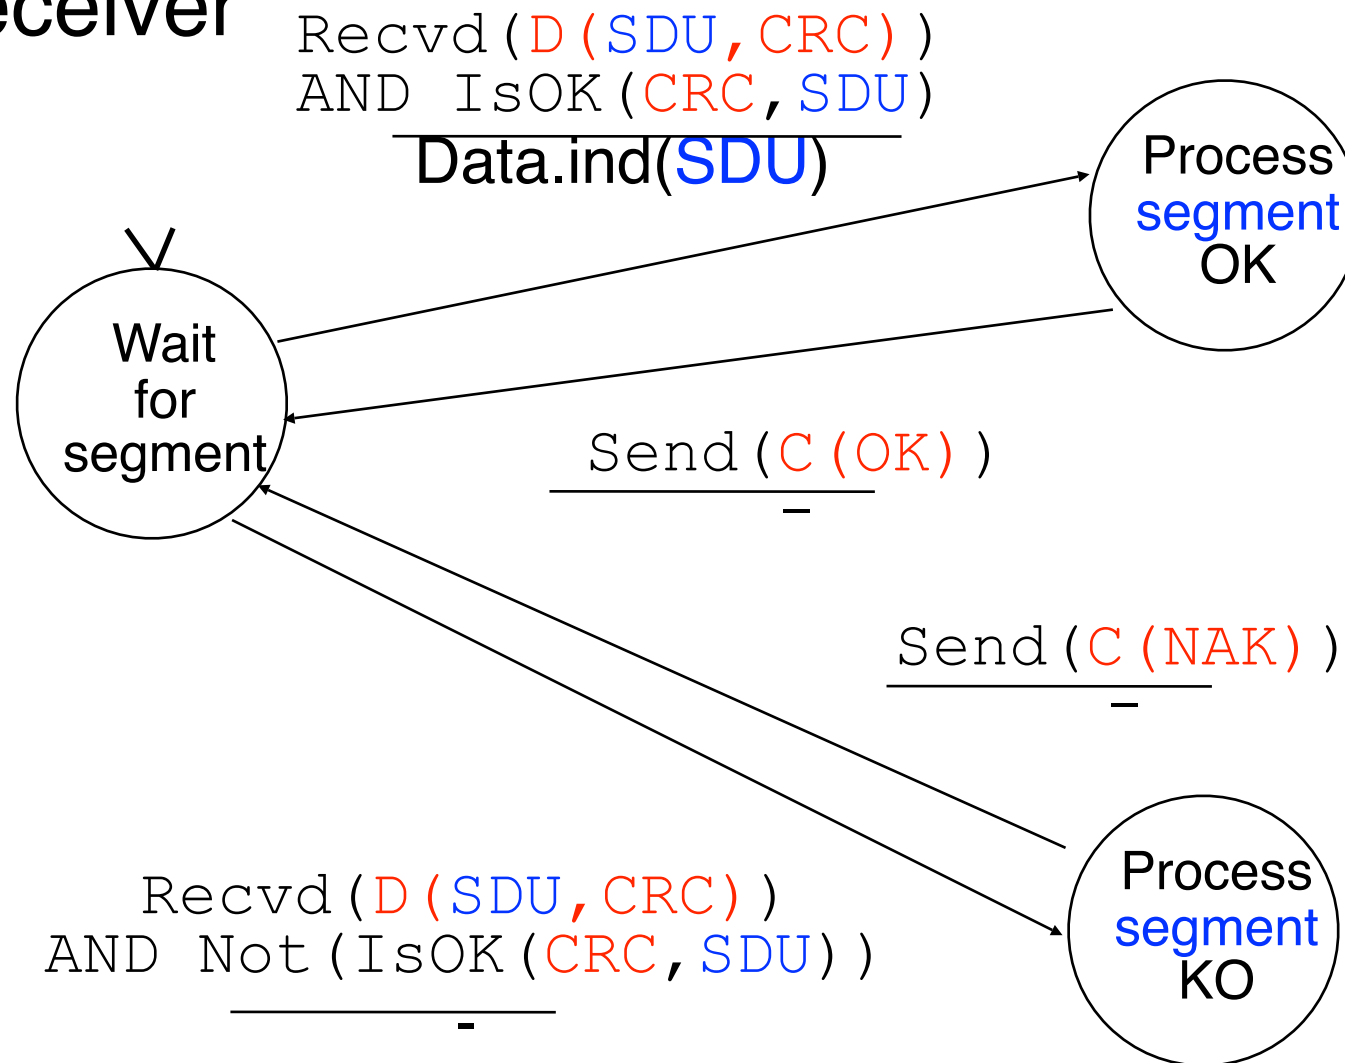 eceiver
Recvd(D(SDU,CRC))
AND IsOK(CRC,SDU)
Data.ind(SDU)
Process
segment
OK
Wait
for
segment
Send(C(OK))
-
Send(C(NAK))
-
Recvd(D(SDU,CRC))
AND Not(IsOK(CRC,SDU))
-
Process
segment
KO